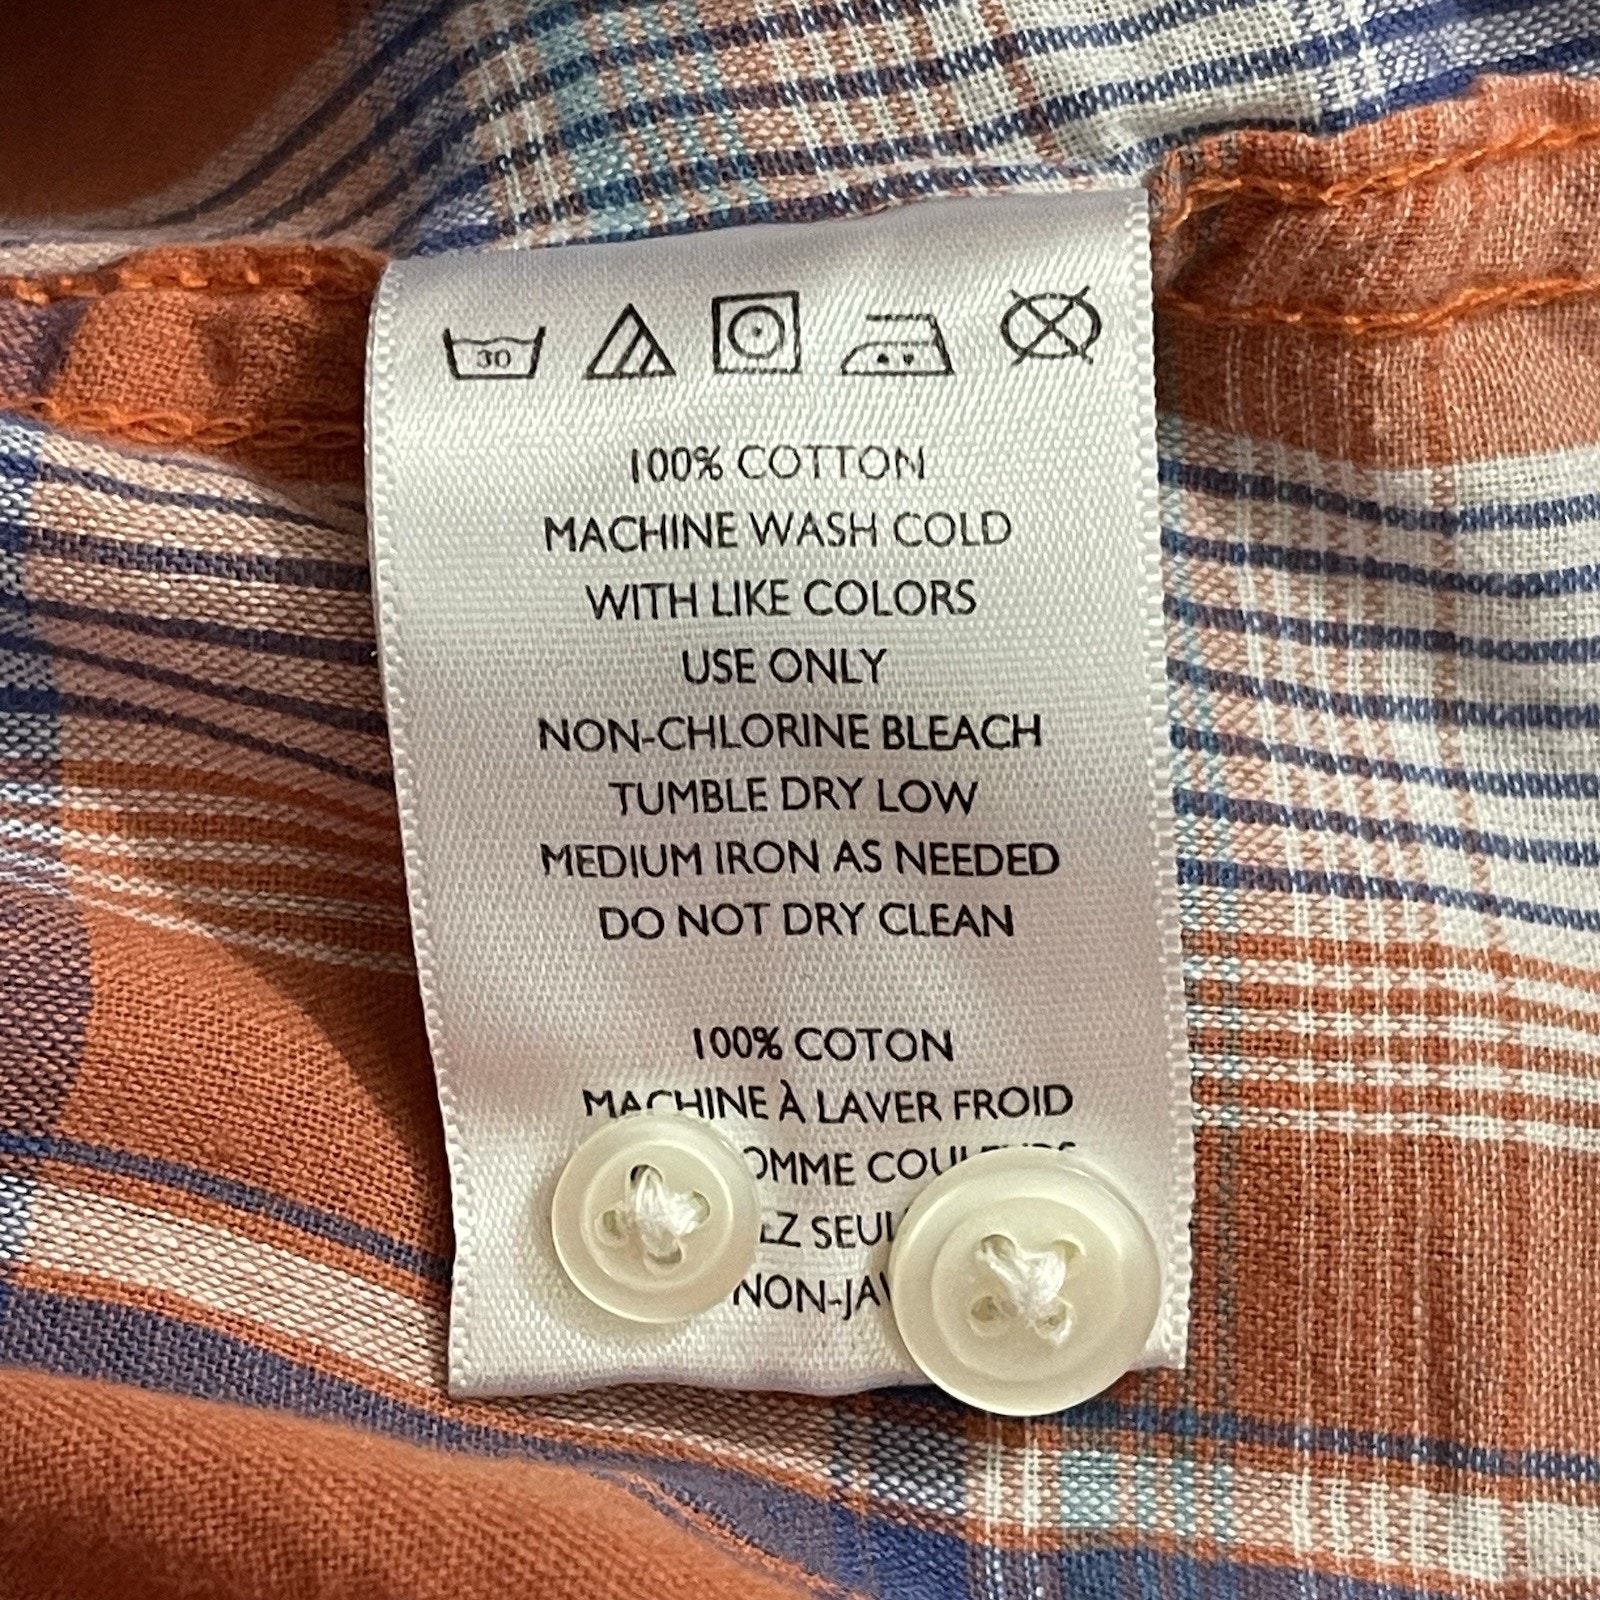 30
100% COTTON
MACHINE WASH COLD
WITH LIKE COLORS
USE ONLY
NON-CHLORINE BLEACH
TUMBLE DRY LOW
MEDIUM IRON AS NEEDED
DO NOT DRY CLEAN
100% COTON
MACHINE À LAVER FROID